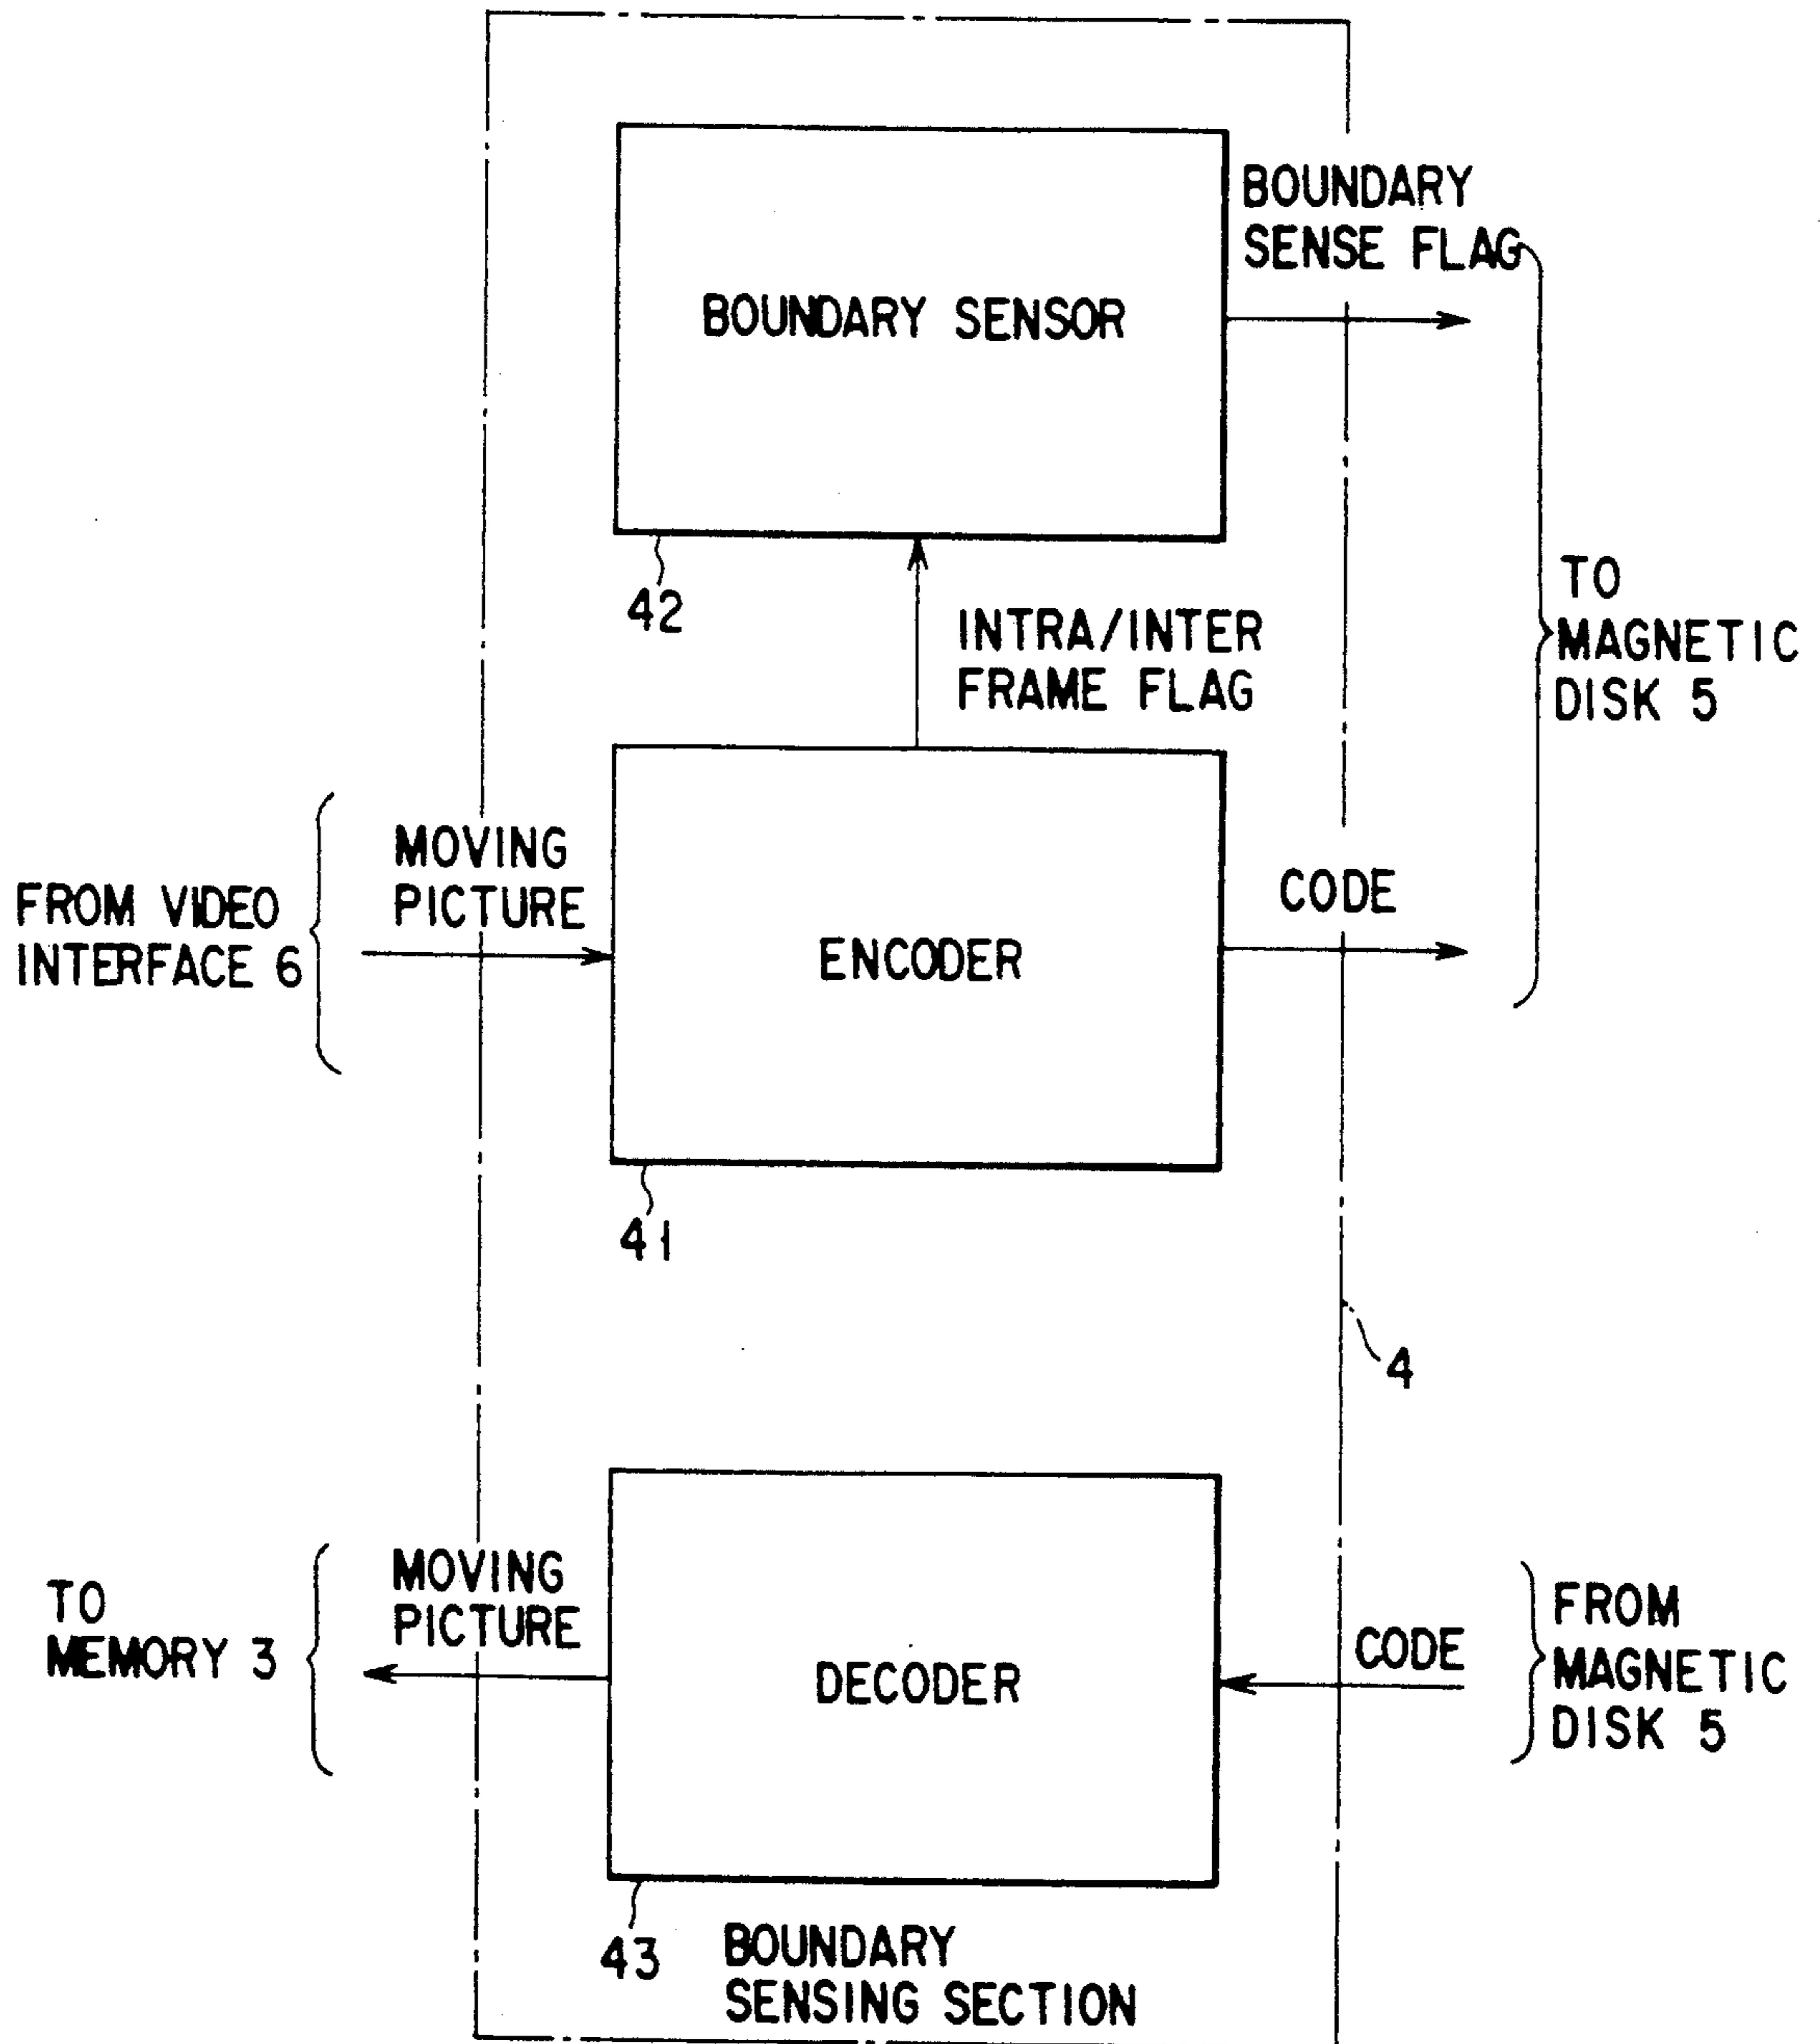 BOUNDARY
SENSE FLAG
BOUNDARY SENSOR
42
INTRA/INTER
FRAME FLAG
TO
MAGNETIC
DISK 5
FROM VIDEO
INTERFACE 6
MOVING
PICTURE
ENCODER
CODE
41
4
TO
MEMORY 3
MOVING
PICTURE
DECODER
CODE
FROM
MAGNETIC
DISK 5
43
BOUNDARY
SENSING SECTION